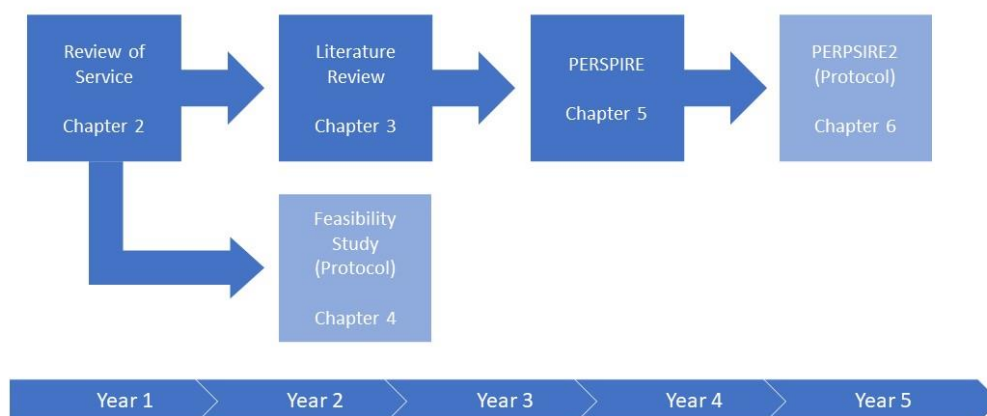 Review of
Service
Chapter 2
Literature
Review
Chapter 3
PERSPIRE
Chapter 5
PERPSIRE2
(Protocol)
Chapter 6
Feasibility
Study
(Protocol)
Chapter 4
Year 1
Year 2
Year 3
Year 4
Year 5